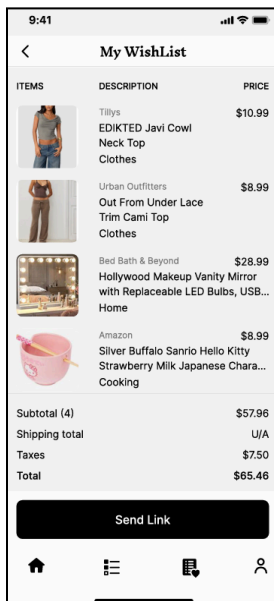 9:41
My WishList
ITEMS DESCRIPTION PRICE
Tillys $10.99
EDIKTED Javi Cowl
Neck Top
Clothes
Urban Outfitters $8.99
Out From Under Lace
Trim Cami Top
Clothes
Bed Bath & Beyond $28.99
Hollywood Makeup Vanity Mirror
with Replaceable LED Bulbs, USB...
Home
Amazon $8.99
Silver Buffalo Sanrio Hello Kitty
Strawberry Milk Japanese Chara...
Cooking
Subtotal (4) $57.96
Shipping total U/A
Taxes $7.50
Total $65.46
Send Link